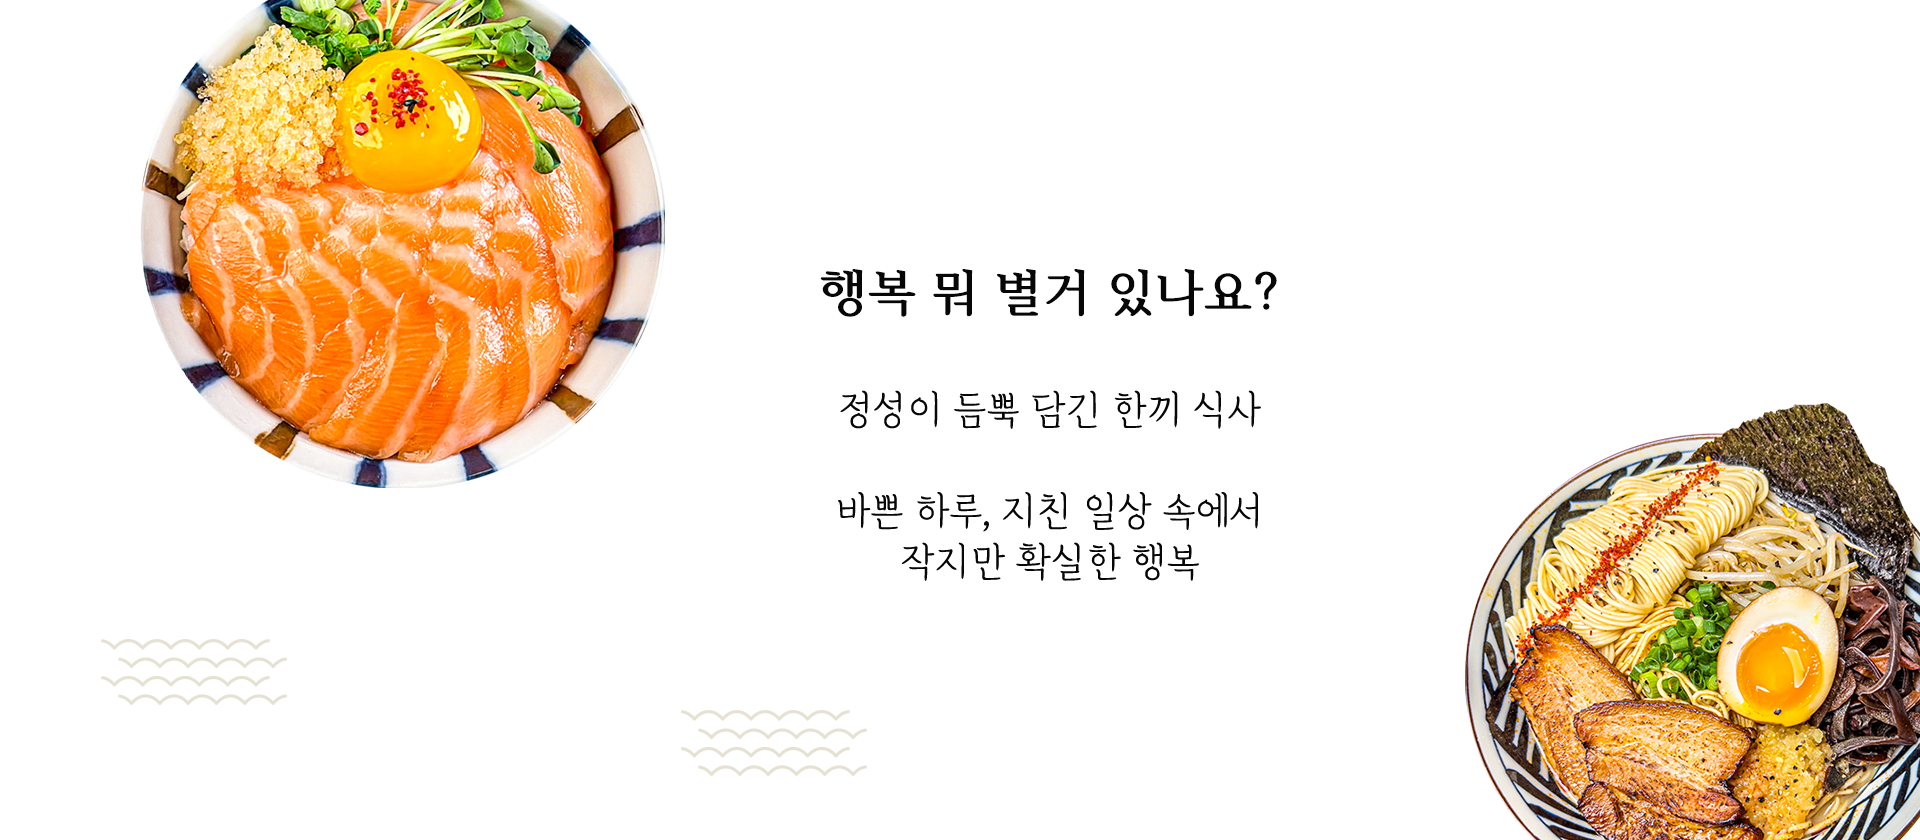 행복 뭐 별거 있나요?
정성이 듬뿍 담긴 한끼 식사
바쁜 하루, 지친 일상 속에서
작지만 확실한 행복